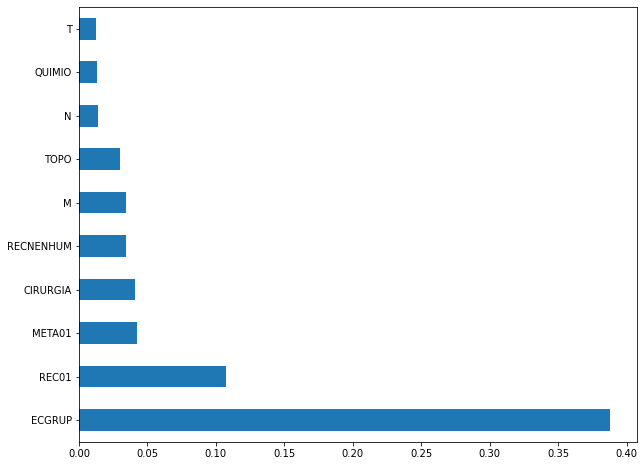 T
QUIMIO
N
TOPO
M
RECNENHUM
CIRURGIA
META01
REC01
ECGRUP
0.00 0.05 0.10 0.15 0.20 0.25 0.30 0.35 0.40